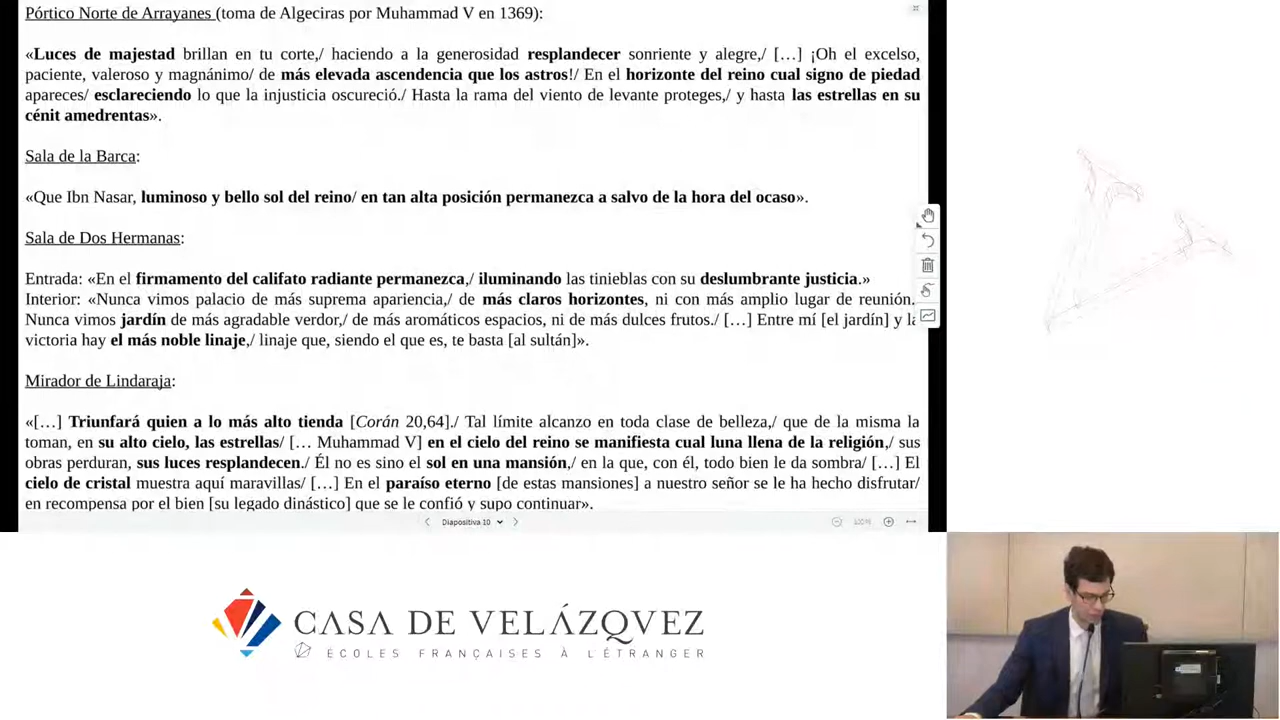 Pórtico Norte de Arrayanes (toma de Algeciras por Muhammad V en 1369):
«Luces de majestad brillan en tu corte,/ haciendo a la generosidad resplandecer sonriente y alegre,/ […] ¡Oh el excelso,
paciente, valeroso y magnánimo/ de más elevada ascendencia que los astros!/ En el horizonte del reino cual signo de piedad
apareces/ esclareciendo lo que la injusticia oscureció./ Hasta la rama del viento de levante proteges,/ y hasta las estrellas en su
cénit amedrentas».
Sala de la Barca:
«Que Ibn Nasar, luminoso y bello sol del reino/ en tan alta posición permanezca a salvo de la hora del ocaso».
Sala de Dos Hermanas:
Entrada: «En el firmamento del califato radiante permanezca,/ iluminando las tinieblas con su deslumbrante justicia.»
Interior: «Nunca vimos palacio de más suprema apariencia,/ de más claros horizontes, ni con más amplio lugar de reunión.
Nunca vimos jardín de más agradable verdor,/ de más aromáticos espacios, ni de más dulces frutos./ […] Entre mí [el jardín] y la
victoria hay el más noble linaje,/ linaje que, siendo el que es, te basta [al sultán]».
Mirador de Lindaraja:
«[…] Triunfará quien a lo más alto tienda [Corán 20,64]./ Tal límite alcanzo en toda clase de belleza,/ que de la misma la
toman, en su alto cielo, las estrellas/ [… Muhammad V] en el cielo del reino se manifiesta cual luna llena de la religión,/ sus
obras perduran, sus luces resplandecen./ Él no es sino el sol en una mansión,/ en la que, con él, todo bien le da sombra/ […] El
cielo de cristal muestra aquí maravillas/ […] En el paraíso eterno [de estas mansiones] a nuestro señor se le ha hecho disfrutar/
en recompensa por el bien [su legado dinástico] que se le confió y supo continuar».
Diapositiva 10
CASA DE VELÁZQVEZ
ÉCOLES FRANÇAISES À L'ÉTRANGER